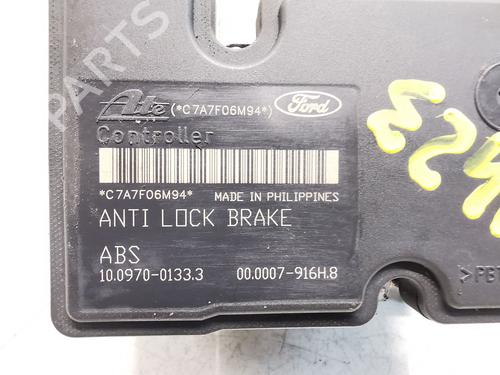 B PARTS
Ate (*C7A7F06M94*) Ford
Controller
*C7A7F06M94* MADE IN PHILIPPINES
ANTI LOCK BRAKE
ABS
10.0970-0133.3 00.0007-916H.8